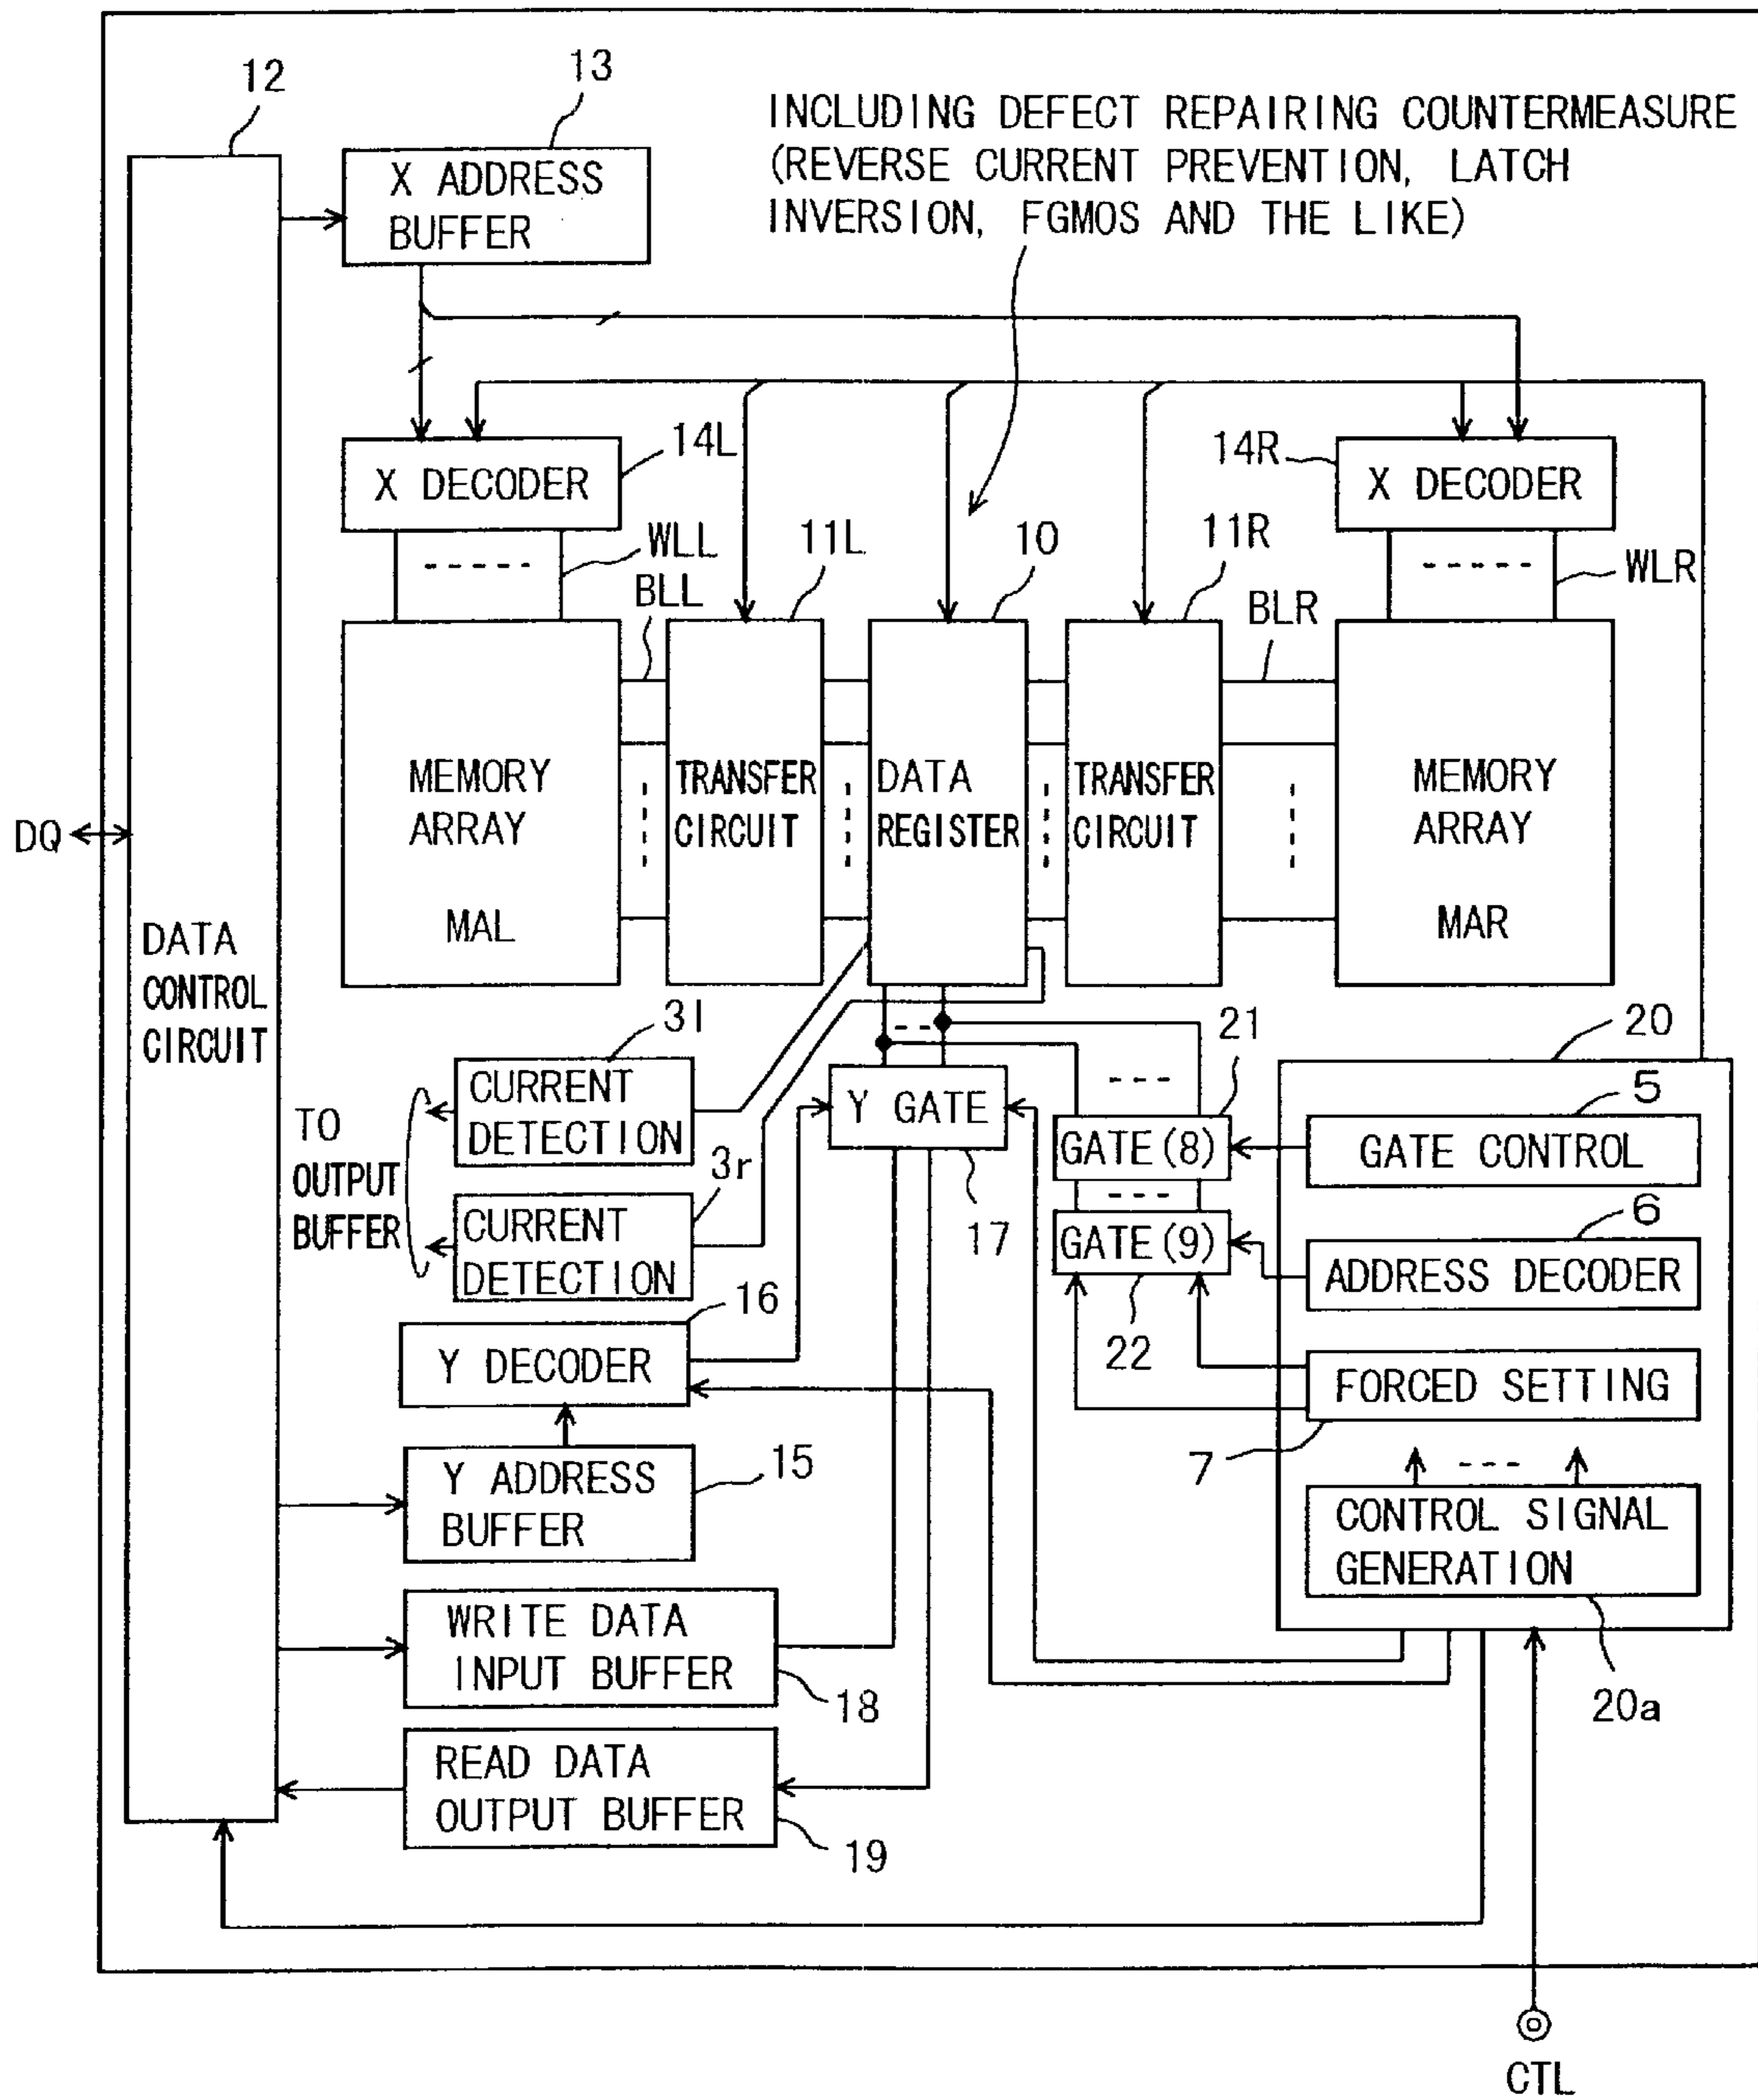 12
13
INCLUDING DEFECT REPAIRING COUNTERMEASURE
(REVERSE CURRENT PREVENTION, LATCH
INVERSION, FGMOS AND THE LIKE)
X ADDRESS
BUFFER
14L
X DECODER
14R
X DECODER
WLL
BLL
11L
10
11R
BLR
WLR
MEMORY
ARRAY
MAL
TRANSFER
CIRCUIT
DATA
REGISTER
TRANSFER
CIRCUIT
MEMORY
ARRAY
MAR
DQ
DATA
CONTROL
CIRCUIT
3l
CURRENT
DETECTION
TO
OUTPUT
BUFFER
3r
CURRENT
DETECTION
Y GATE
17
21
GATE(8)
GATE(9)
22
20
5
GATE CONTROL
6
ADDRESS DECODER
FORCED SETTING
7
CONTROL SIGNAL
GENERATION
20a
16
Y DECODER
Y ADDRESS
BUFFER
15
WRITE DATA
INPUT BUFFER
18
READ DATA
OUTPUT BUFFER
19
CTL